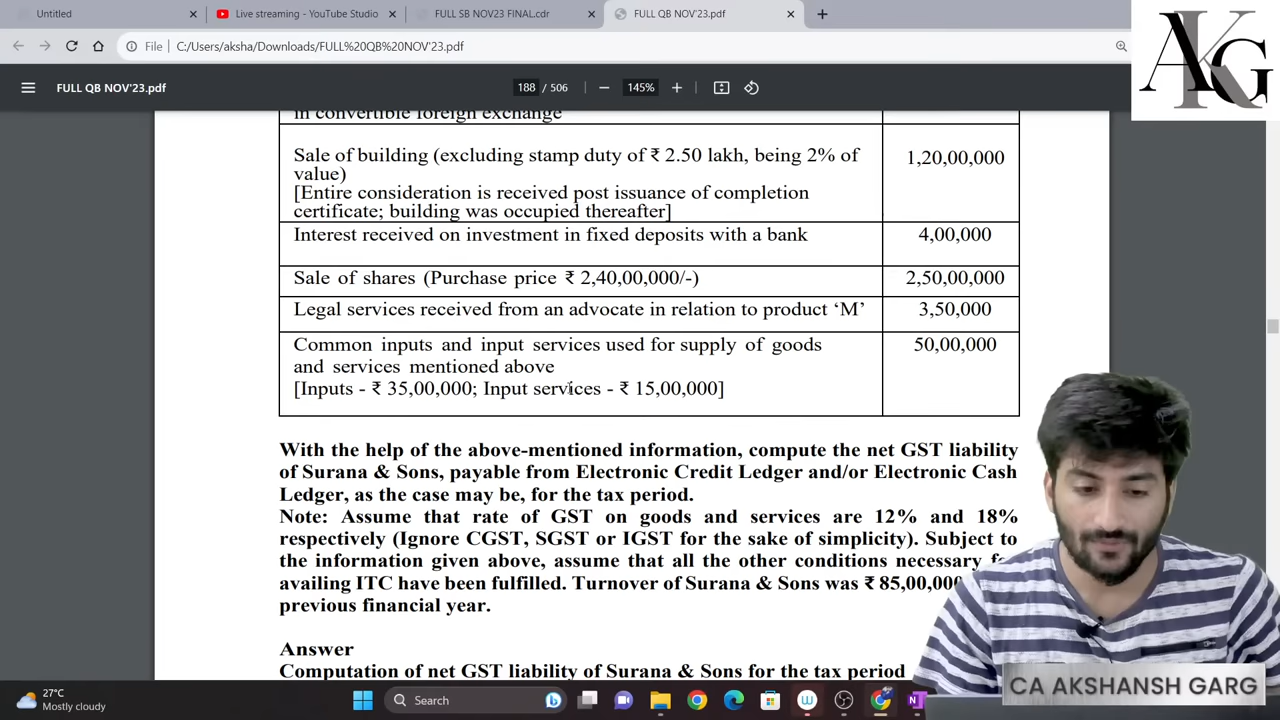 Untitled
Live streaming - YouTube Studio
FULL SB NOV23 FINAL.cdr
FULL QB NOV'23.pdf
File
C:/Users/aksha/Downloads/FULL%20QB%20NOV'23.pdf
FULL QB NOV'23.pdf
188 / 506
145%
AKG
in convertible foreign exchange
Sale of building (excluding stamp duty of ₹ 2.50 lakh, being 2% of
value)
[Entire consideration is received post issuance of completion
certificate; building was occupied thereafter]
1,20,00,000
Interest received on investment in fixed deposits with a bank
4,00,000
Sale of shares (Purchase price ₹ 2,40,00,000/-)
2,50,00,000
Legal services received from an advocate in relation to product ‘M’
3,50,000
Common inputs and input services used for supply of goods
and services mentioned above
[Inputs - ₹ 35,00,000; Input services - ₹ 15,00,000]
50,00,000
With the help of the above-mentioned information, compute the net GST liability
of Surana & Sons, payable from Electronic Credit Ledger and/or Electronic Cash
Ledger, as the case may be, for the tax period.
Note: Assume that rate of GST on goods and services are 12% and 18%
respectively (Ignore CGST, SGST or IGST for the sake of simplicity). Subject to
the information given above, assume that all the other conditions necessary
availing ITC have been fulfilled. Turnover of Surana & Sons was ₹ 85,00,000
previous financial year.
Answer
Computation of net GST liability of Surana & Sons for the tax period
CA AKSHANSH GARG
27°C
Mostly cloudy
Search